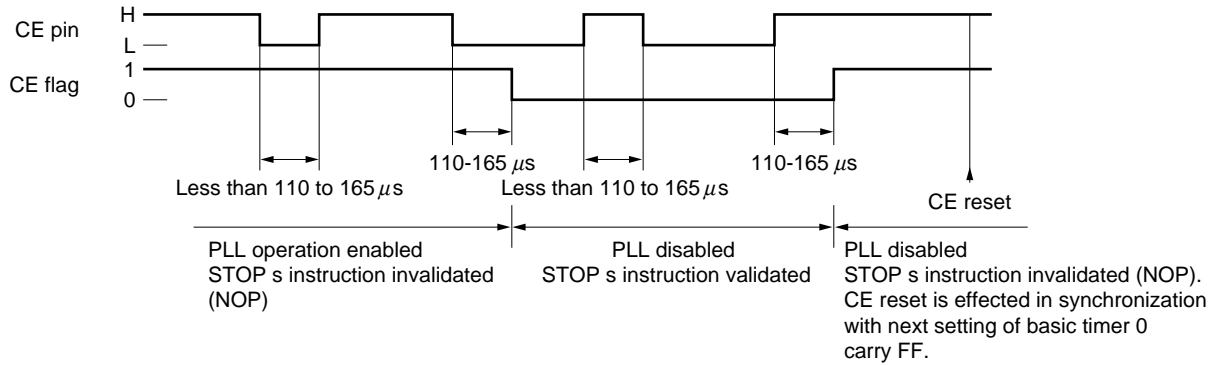 CE pin
H
L
CE flag
1
0
110-165 μs
110-165 μs
Less than 110 to 165 μs
Less than 110 to 165 μs
CE reset
PLL operation enabled
STOP s instruction invalidated
(NOP)
PLL disabled
STOP s instruction validated
PLL disabled
STOP s instruction invalidated (NOP).
CE reset is effected in synchronization
with next setting of basic timer 0
carry FF.